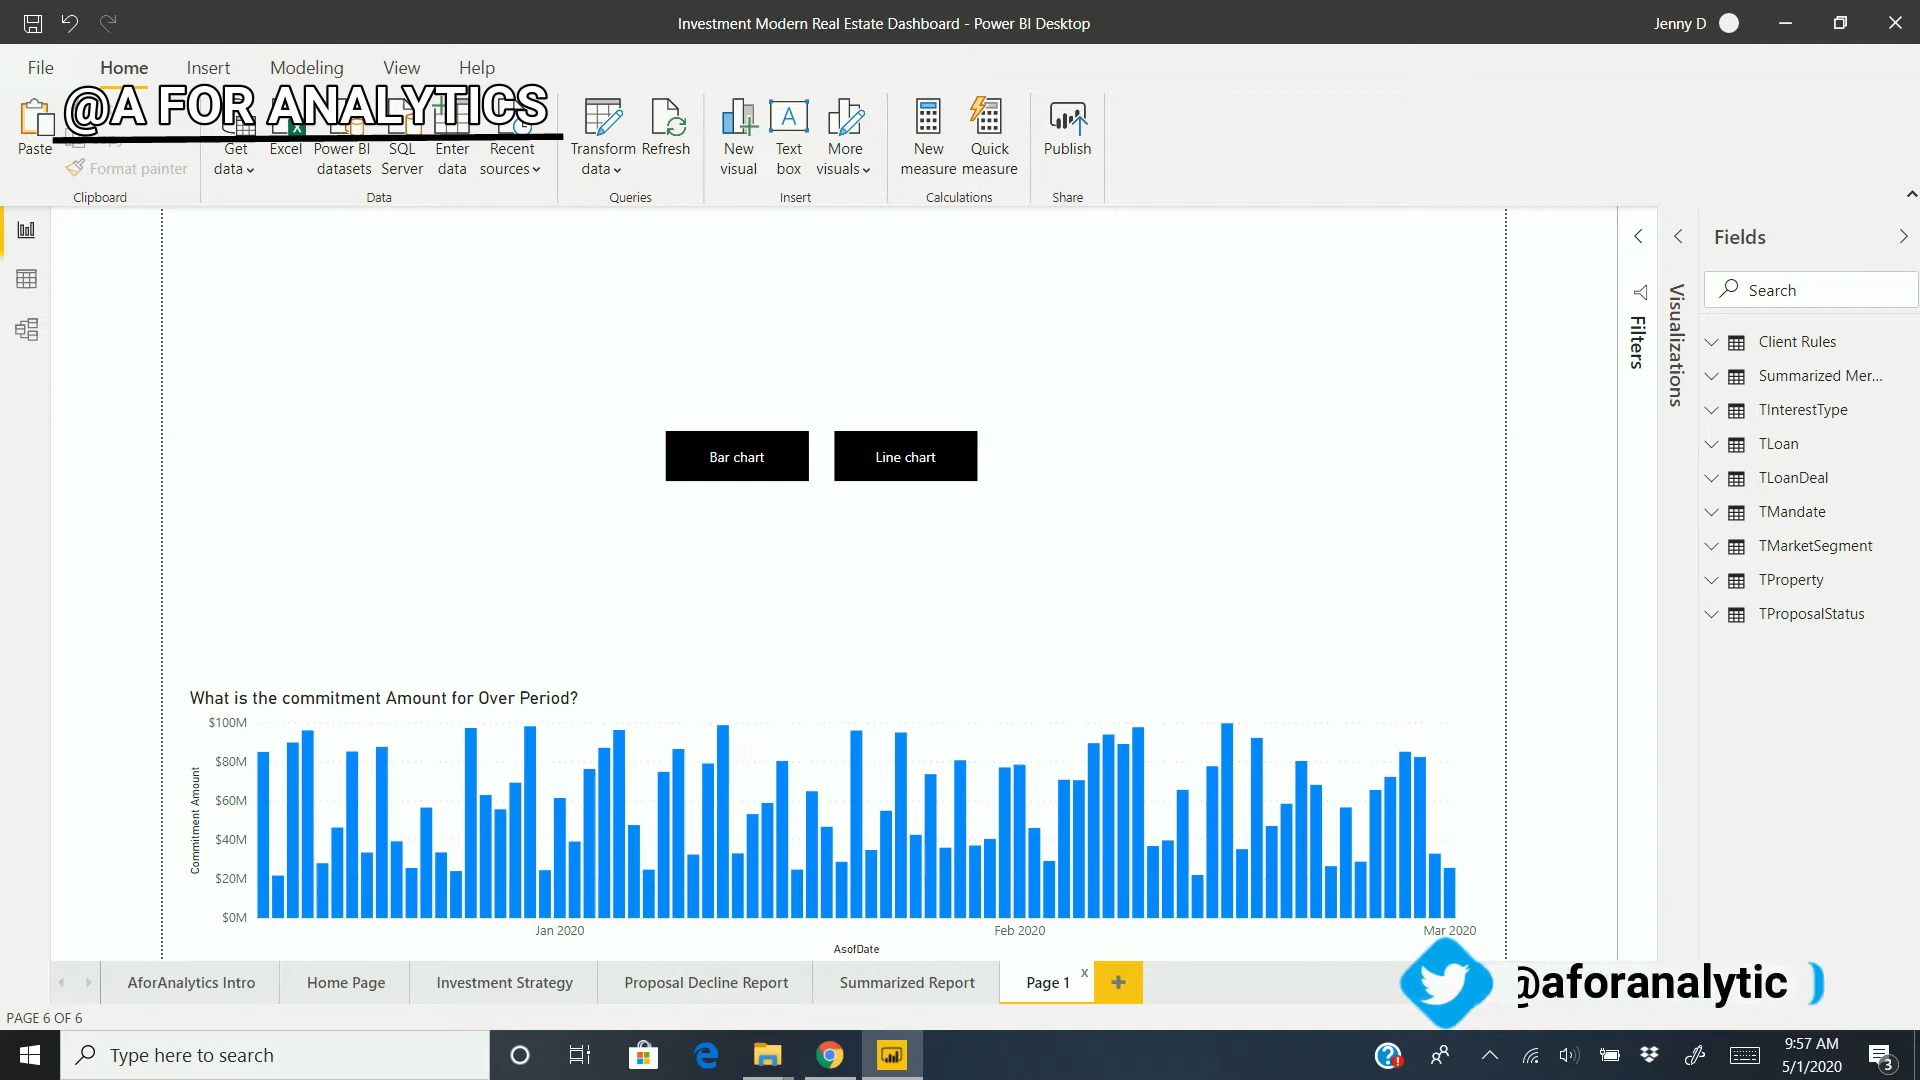 Investment Modern Real Estate Dashboard - Power BI Desktop
Jenny D
File Home Insert Modeling View Help
@A FOR ANALYTICS
Paste
Format painter
Clipboard
Get data
Excel
Power BI datasets
SQL Server
Enter data
Recent sources
Data
Transform data
Refresh
Queries
New visual
Text box
More visuals
Insert
New measure
Quick measure
Calculations
Publish
Share
Filters
Visualizations
Fields
Search
Client Rules
Summarized Mer...
TInterestType
TLoan
TLoanDeal
TMandate
TMarketSegment
TProperty
TProposalStatus
Bar chart
Line chart
What is the commitment Amount for Over Period?
Commitment Amount
$100M
$80M
$60M
$40M
$20M
$0M
Jan 2020 Feb 2020 Mar 2020
AsofDate
AforAnalytics Intro
Home Page
Investment Strategy
Proposal Decline Report
Summarized Report
Page 1
x
+
@aforanalytic
PAGE 6 OF 6
Type here to search
9:57 AM
5/1/2020
3